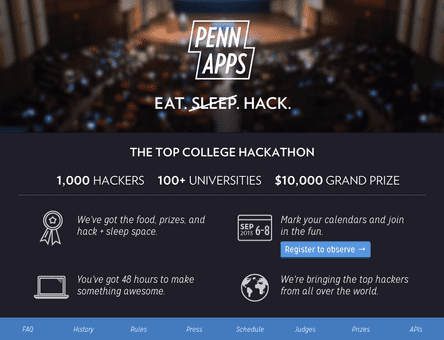 PENN
APPS
EAT. SLEEP. HACK.
THE TOP COLLEGE HACKATHON
1,000 HACKERS 100+ UNIVERSITIES $10,000 GRAND PRIZE
We've got the food, prizes, and
hack + sleep space.
SEP
2013 6-8
Mark your calendars and join
in the fun.
Register to observe →
You've got 48 hours to make
something awesome.
We're bringing the top hackers
from all over the world.
FAQ History Rules Press Schedule Judges Prizes APIs